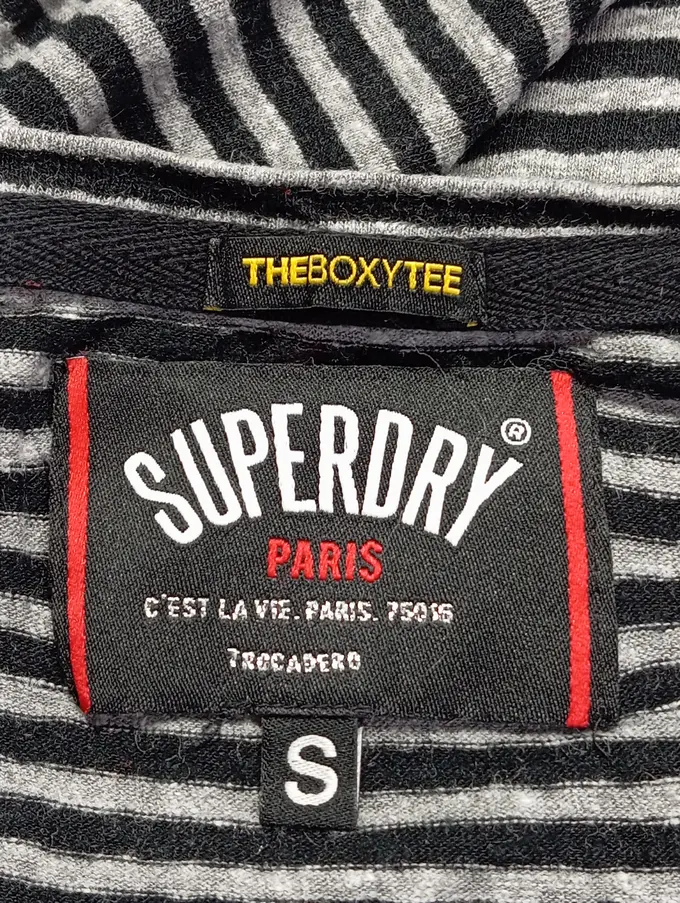 THEBOXYTEE
SUPERDRY®
PARIS
C'EST LA VIE. PARIS. 75016
TROCADERO
S